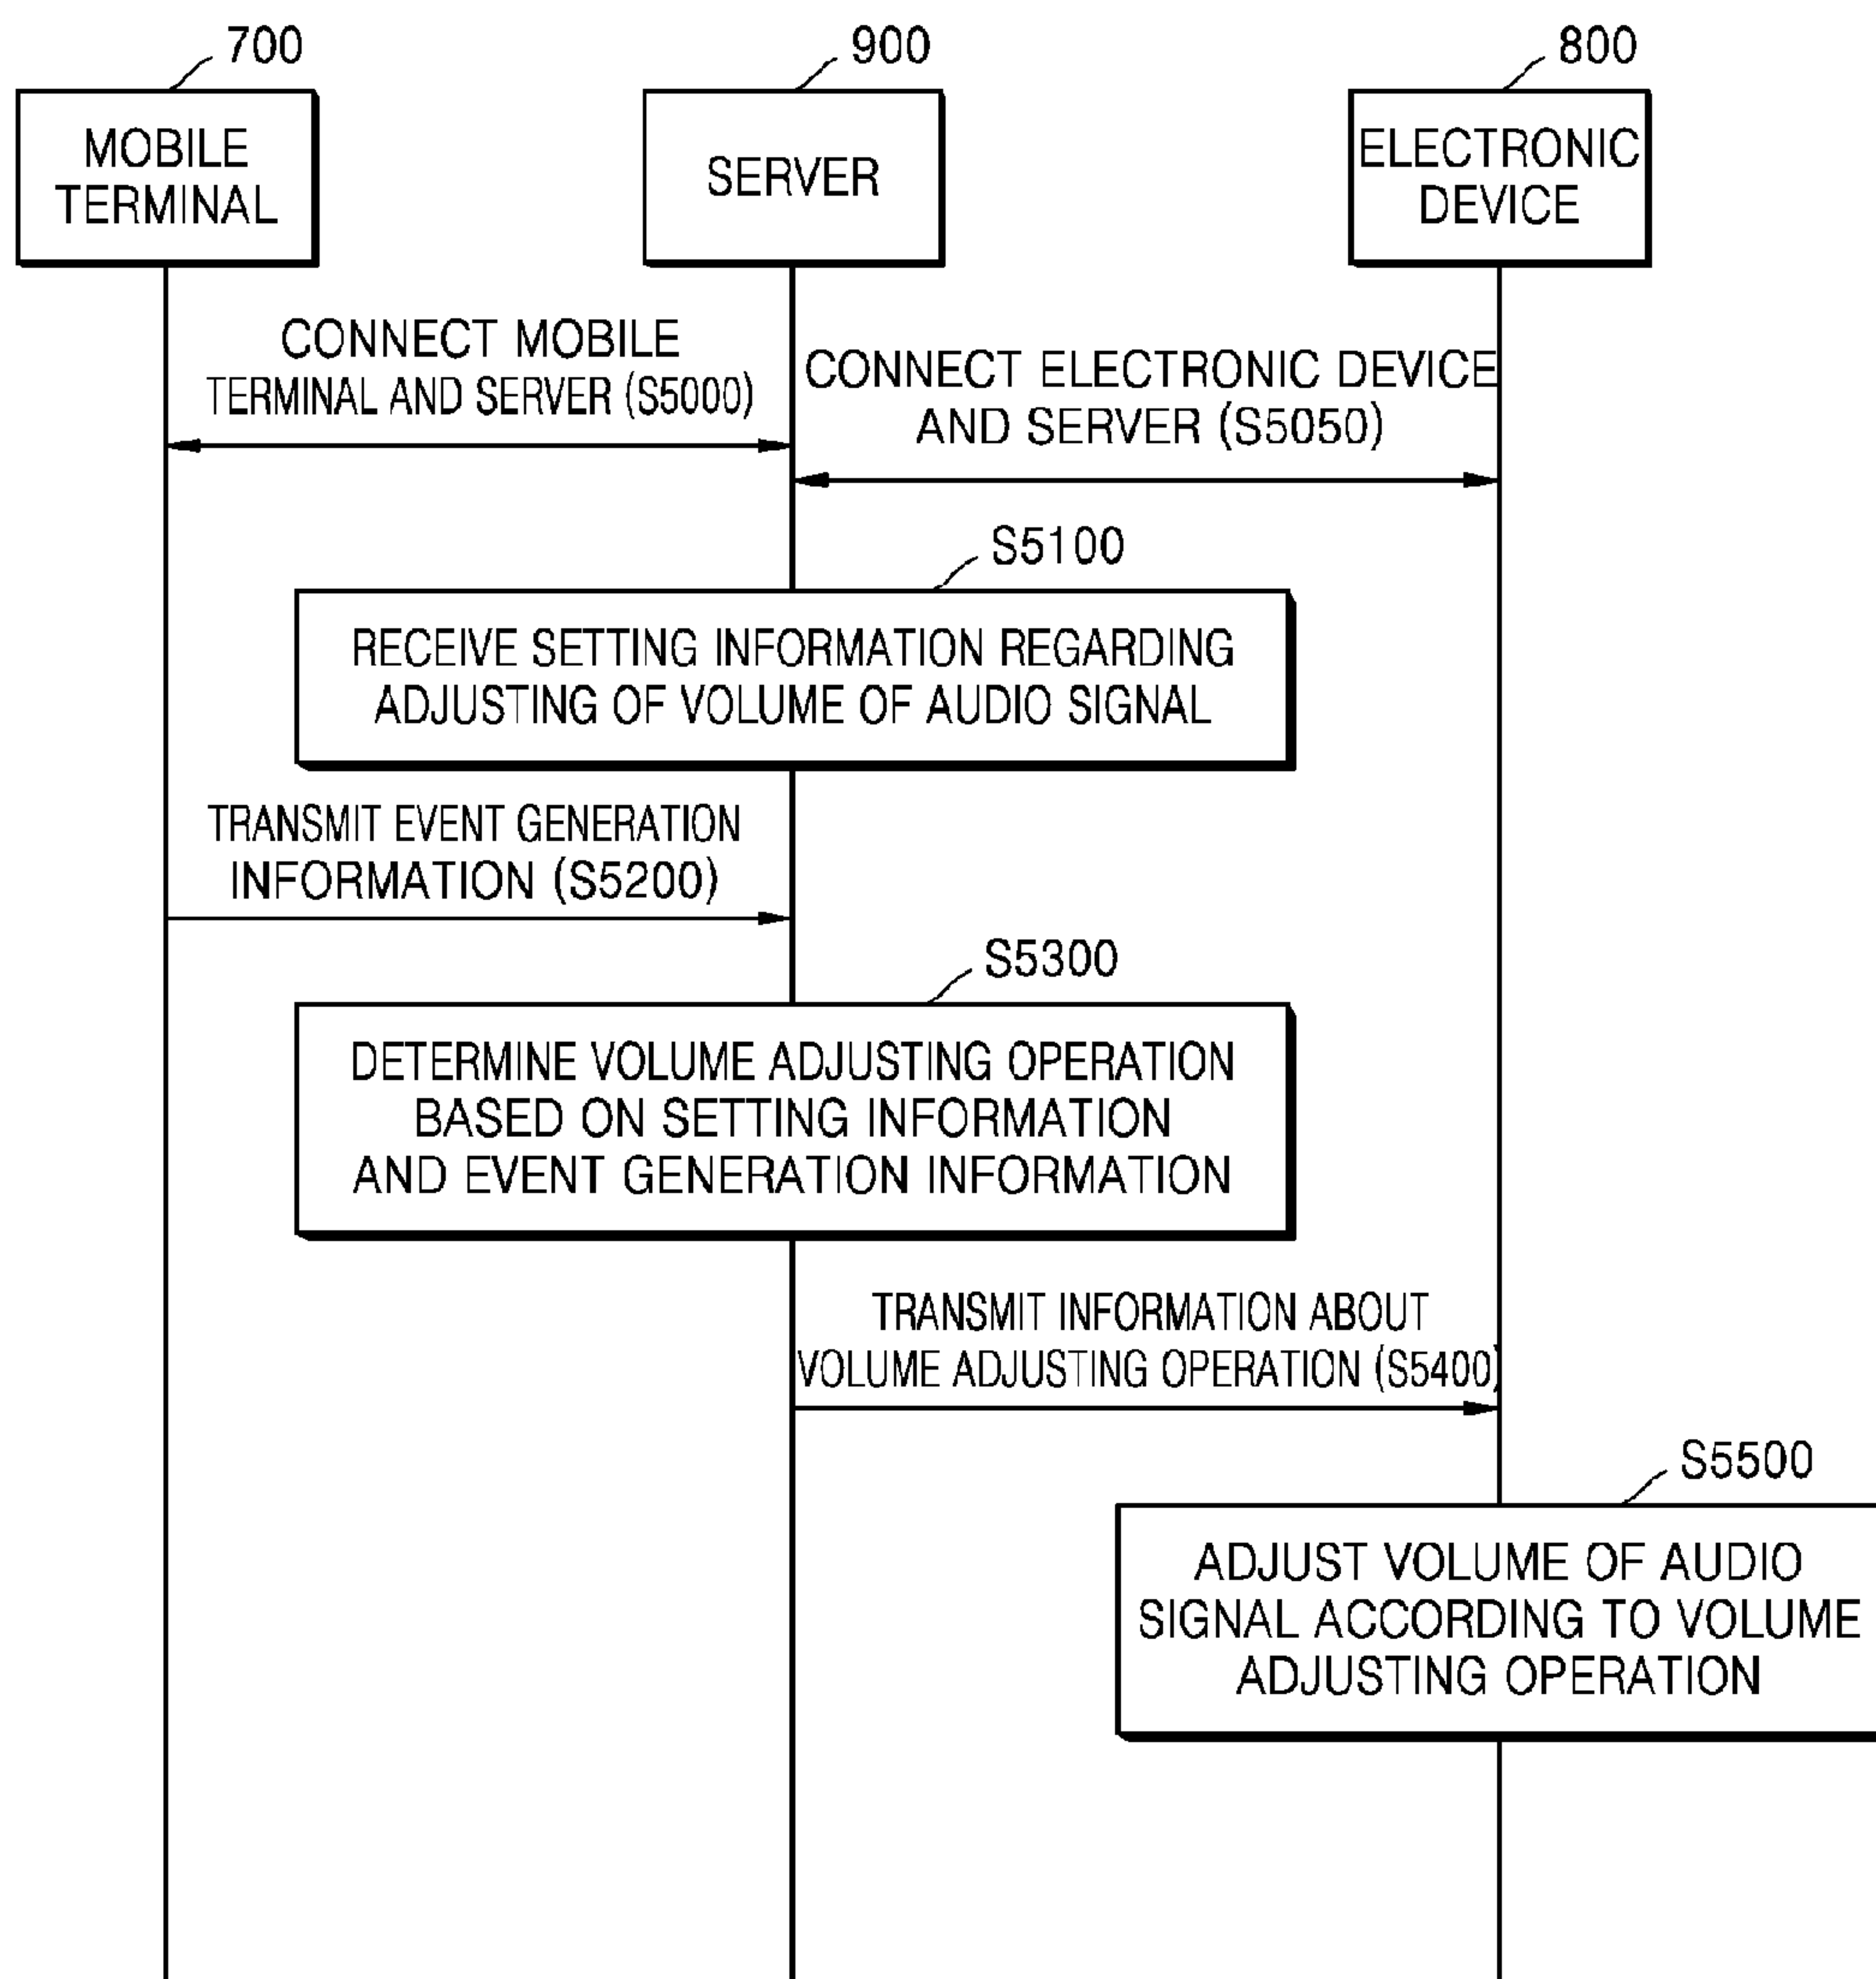 700
900
800
MOBILE
TERMINAL
SERVER
ELECTRONIC
DEVICE
CONNECT MOBILE
TERMINAL AND SERVER (S5000)
CONNECT ELECTRONIC DEVICE
AND SERVER (S5050)
S5100
RECEIVE SETTING INFORMATION REGARDING
ADJUSTING OF VOLUME OF AUDIO SIGNAL
TRANSMIT EVENT GENERATION
INFORMATION (S5200)
S5300
DETERMINE VOLUME ADJUSTING OPERATION
BASED ON SETTING INFORMATION
AND EVENT GENERATION INFORMATION
TRANSMIT INFORMATION ABOUT
VOLUME ADJUSTING OPERATION (S5400)
S5500
ADJUST VOLUME OF AUDIO
SIGNAL ACCORDING TO VOLUME
ADJUSTING OPERATION